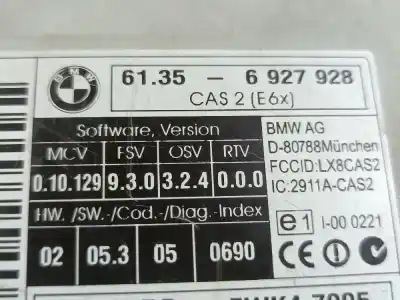 BMW
61.35 - 6 927 928
CAS 2 (E6x)
Software, Version
MCV FSV OSV RTV
0.10.129 9.3.0 3.2.4 0.0.0
HW. /SW.-/Cod.-/Diag.-Index
02 05.3 05 0690
BMW AG
D-80788München
FCCID:LX8CAS2
IC:2911A-CAS2
e1 I-00 0221
CE